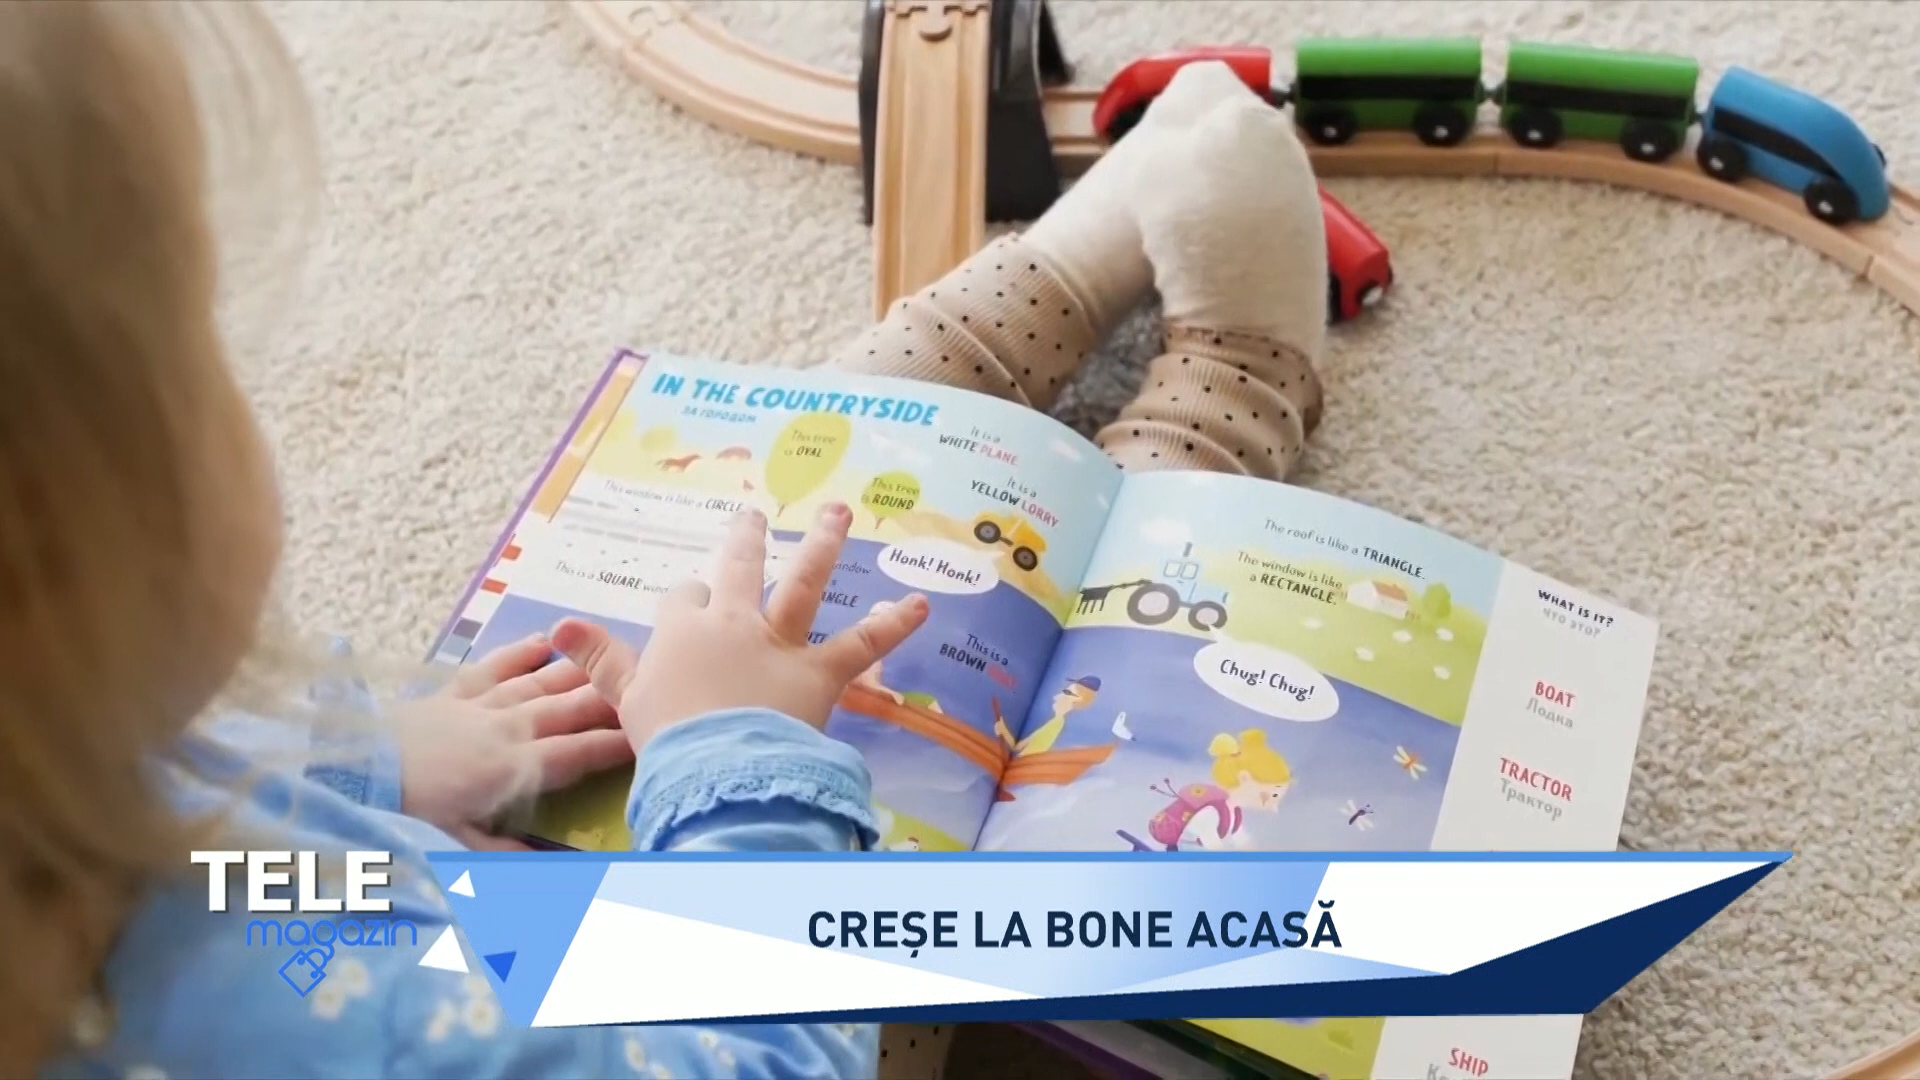 IN THE COUNTRYSIDE
ЗА ГОРОДОМ
This tree
is OVAL
It is a
WHITE PLANE
This tree
is ROUND
It is a
YELLOW LORRY
This window is like a CIRCLE
Honk! Honk!
This is a SQUARE
This is a
BROWN
The roof is like a TRIANGLE.
The window is like
a RECTANGLE.
Chug! Chug!
WHAT IS IT?
ЧТО ЭТО?
BOAT
Лодка
TRACTOR
Трактор
SHIP
TELE
magazin
CREȘE LA BONE ACASĂ